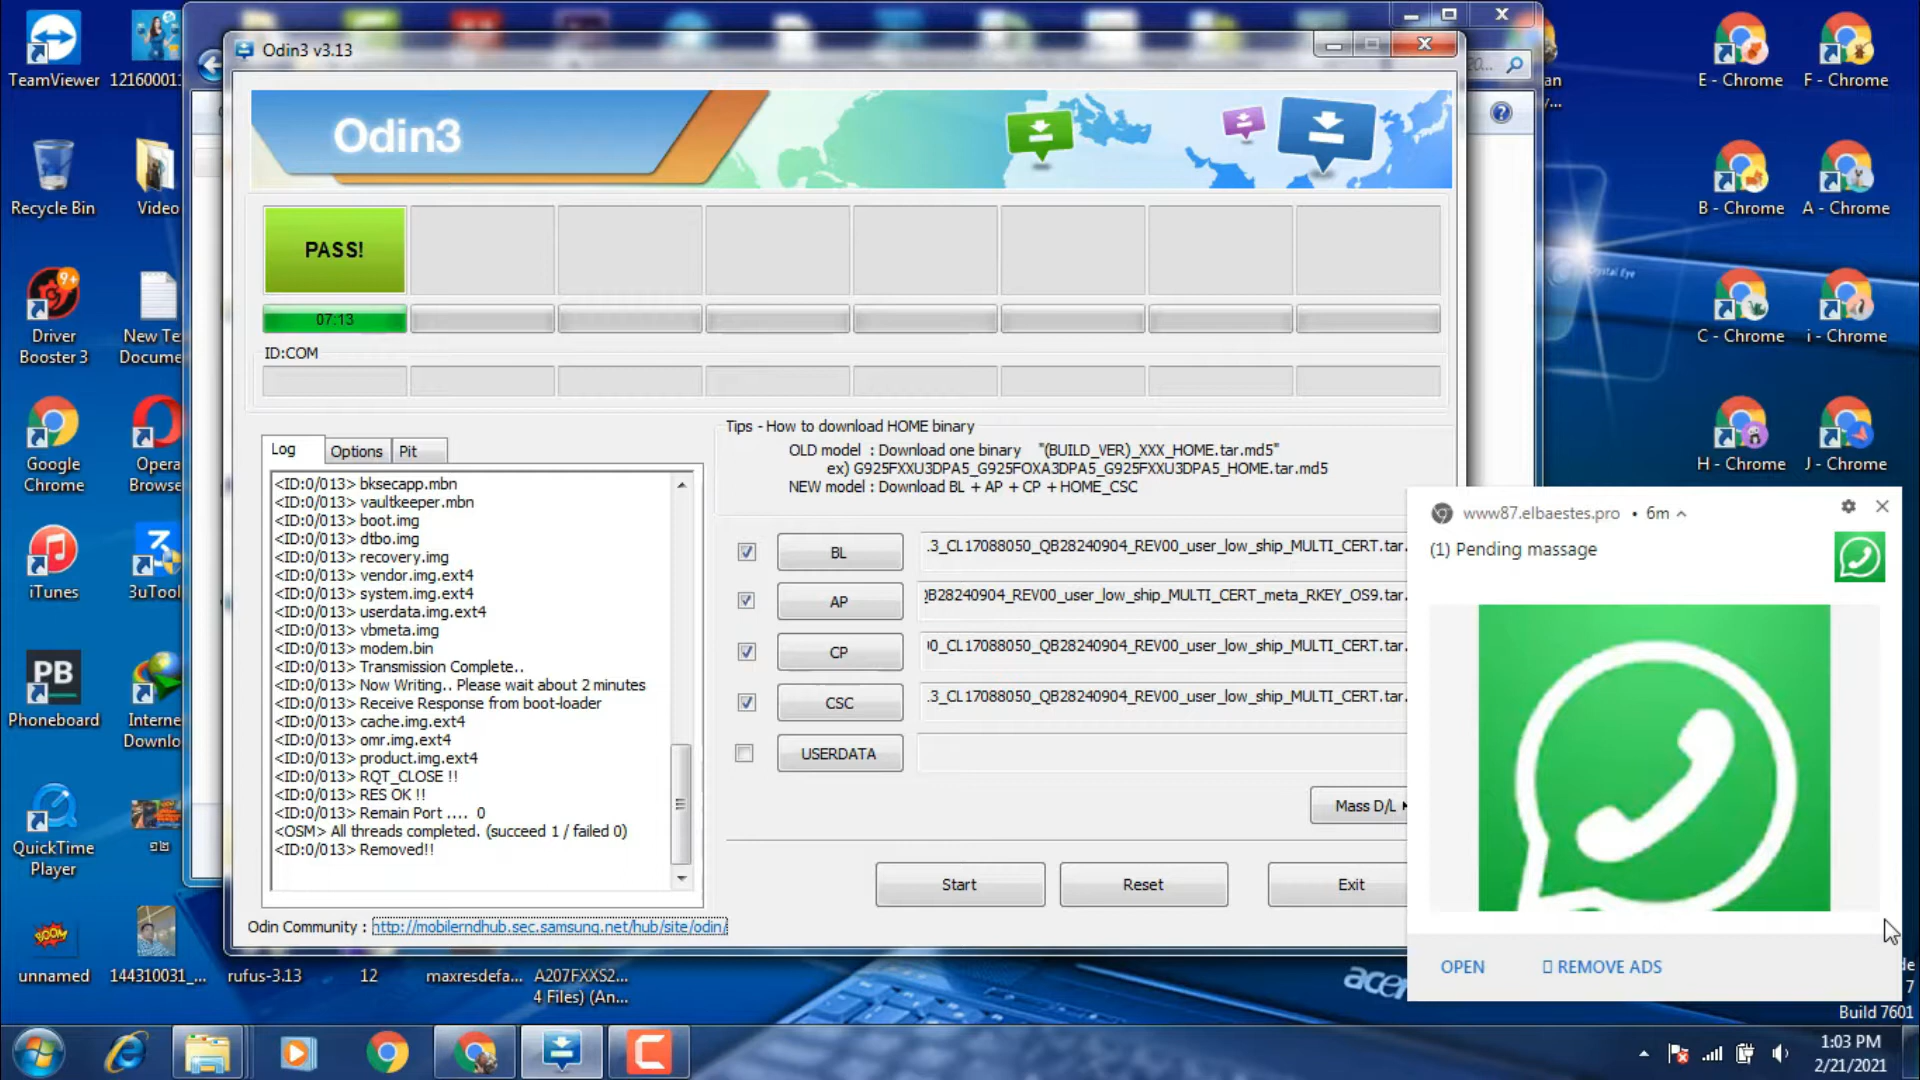 TeamViewer
121600011
Recycle Bin
Video
Driver
Booster 3
New Te
Docume
Google
Chrome
Opera
Browse
iTunes
3uTool
PB
Phoneboard
Interne
Downlo
QuickTime
Player
BOOM
unnamed
144310031_...
rufus-3.13
12
maxresdefa...
A207FXXS2...
4 Files) (An...
Odin3 v3.13
Odin3
PASS!
07:13
ID:COM
Log
Options
Pit
<ID:0/013> bksecapp.mbn
<ID:0/013> vaultkeeper.mbn
<ID:0/013> boot.img
<ID:0/013> dtbo.img
<ID:0/013> recovery.img
<ID:0/013> vendor.img.ext4
<ID:0/013> system.img.ext4
<ID:0/013> userdata.img.ext4
<ID:0/013> vbmeta.img
<ID:0/013> modem.bin
<ID:0/013> Transmission Complete..
<ID:0/013> Now Writing.. Please wait about 2 minutes
<ID:0/013> Receive Response from boot-loader
<ID:0/013> cache.img.ext4
<ID:0/013> omr.img.ext4
<ID:0/013> product.img.ext4
<ID:0/013> RQT_CLOSE !!
<ID:0/013> RES OK !!
<ID:0/013> Remain Port .... 0
<OSM> All threads completed. (succeed 1 / failed 0)
<ID:0/013> Removed!!
Odin Community : http://mobilerndhub.sec.samsung.net/hub/site/odin/
Tips - How to download HOME binary
OLD model : Download one binary "(BUILD_VER)_XXX_HOME.tar.md5"
ex) G925FXXU3DPA5_G925FOXA3DPA5_G925FXXU3DPA5_HOME.tar.md5
NEW model : Download BL + AP + CP + HOME_CSC
BL
.3_CL17088050_QB28240904_REV00_user_low_ship_MULTI_CERT.tar.
AP
QB28240904_REV00_user_low_ship_MULTI_CERT_meta_RKEY_OS9.tar.
CP
0_CL17088050_QB28240904_REV00_user_low_ship_MULTI_CERT.tar.
CSC
.3_CL17088050_QB28240904_REV00_user_low_ship_MULTI_CERT.tar.
USERDATA
Mass D/L
Start
Reset
Exit
E - Chrome
F - Chrome
B - Chrome
A - Chrome
Crystal Eye
C - Chrome
i - Chrome
H - Chrome
J - Chrome
www87.elbaestes.pro • 6m
(1) Pending massage
OPEN
REMOVE ADS
acer
7
Build 7601
1:03 PM
2/21/2021